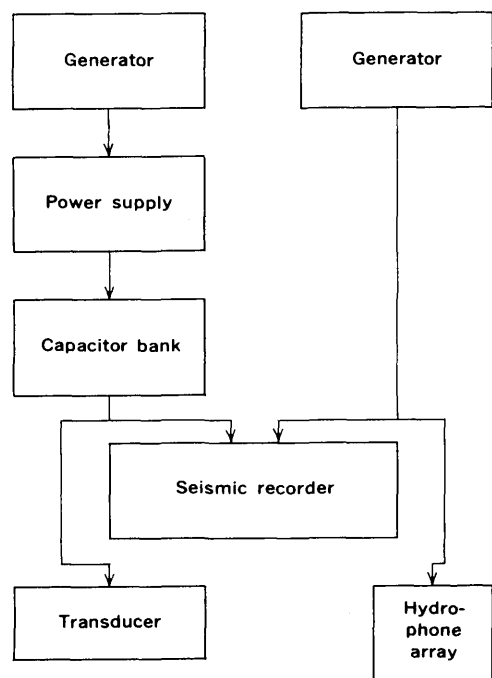 Generator
Generator
Power supply
Capacitor bank
Seismic recorder
Transducer
Hydro-
phone
array